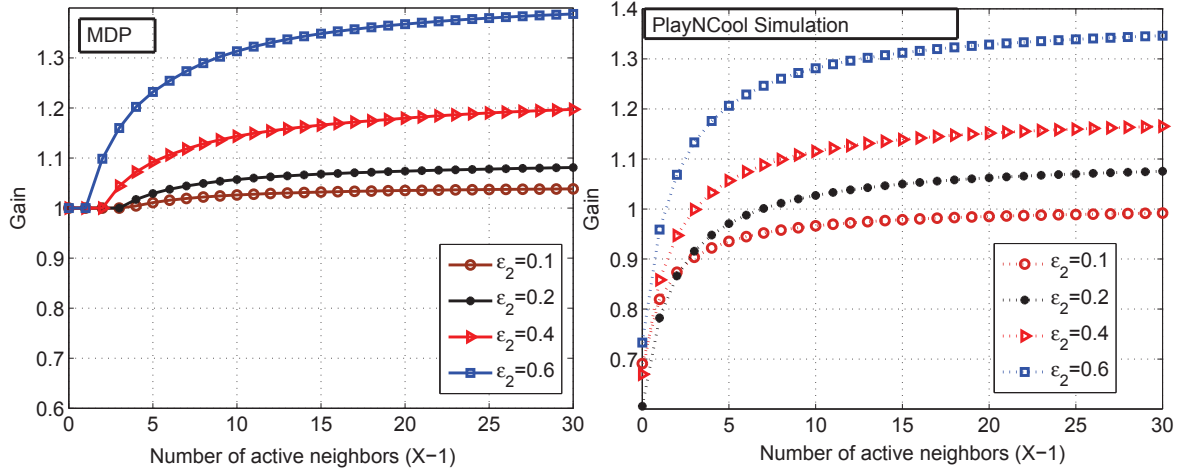 MDP
1.3
1.2
1.1
1
0.9
0.8
0.7
0.6
Gain
0 5 10 15 20 25 30
Number of active neighbors (X−1)
ε2=0.1
ε2=0.2
ε2=0.4
ε2=0.6
PlayNCool Simulation
1.4
1.3
1.2
1.1
1
0.9
0.8
0.7
Gain
0 5 10 15 20 25 30
Number of active neighbors (X−1)
ε2=0.1
ε2=0.2
ε2=0.4
ε2=0.6